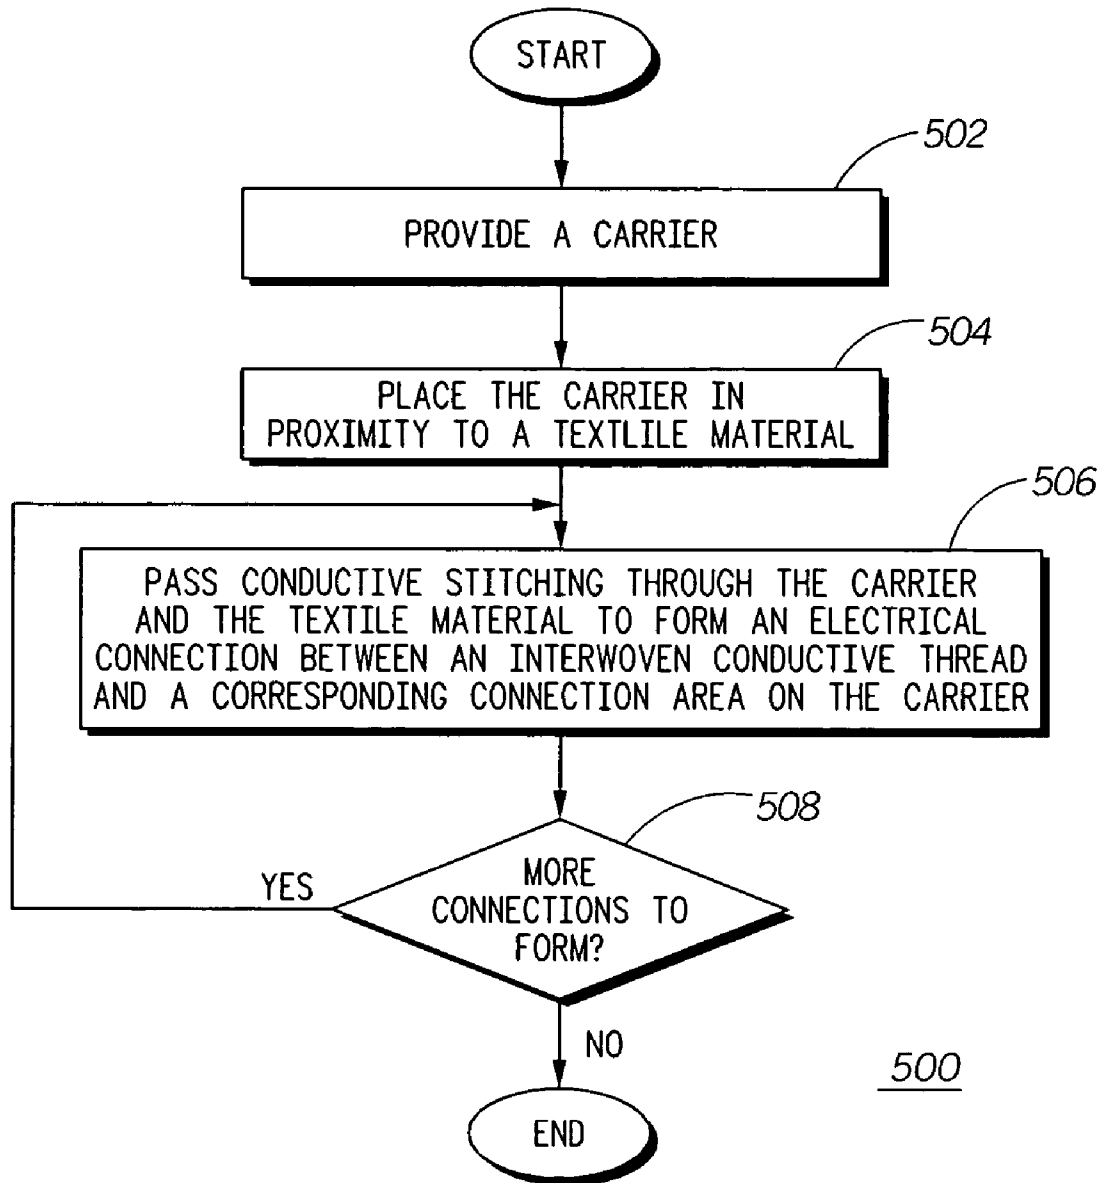 START
502
PROVIDE A CARRIER
504
PLACE THE CARRIER IN
PROXIMITY TO A TEXTLILE MATERIAL
506
PASS CONDUCTIVE STITCHING THROUGH THE CARRIER
AND THE TEXTILE MATERIAL TO FORM AN ELECTRICAL
CONNECTION BETWEEN AN INTERWOVEN CONDUCTIVE THREAD
AND A CORRESPONDING CONNECTION AREA ON THE CARRIER
508
MORE
CONNECTIONS TO
FORM?
YES
NO
500
END